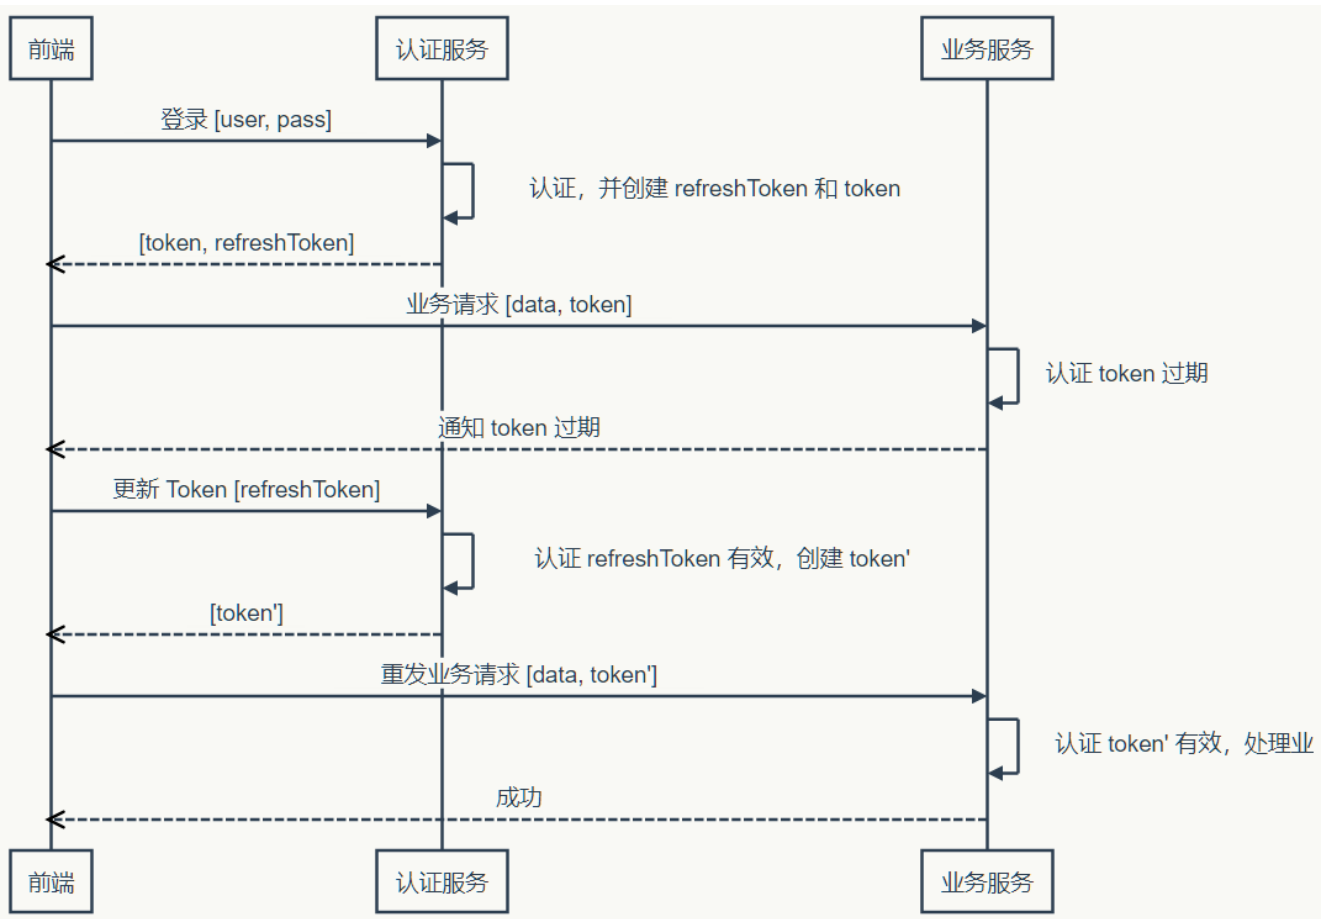 前端
认证服务
业务服务
登录 [user, pass]
认证，并创建 refreshToken 和 token
[token, refreshToken]
业务请求 [data, token]
认证 token 过期
通知 token 过期
更新 Token [refreshToken]
认证 refreshToken 有效，创建 token'
[token']
重发业务请求 [data, token']
认证 token' 有效，处理业
成功
前端
认证服务
业务服务